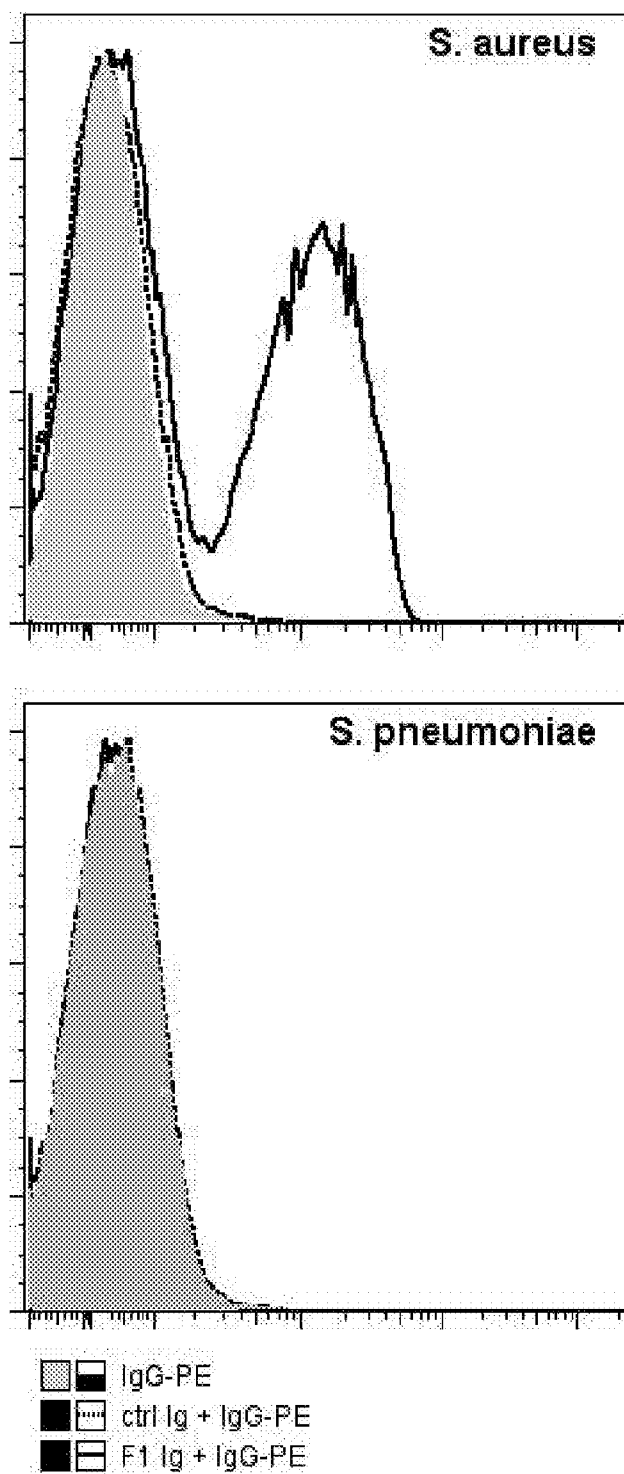 S. aureus
S. pneumoniae
IgG-PE
ctrl Ig + IgG-PE
F1 Ig + IgG-PE